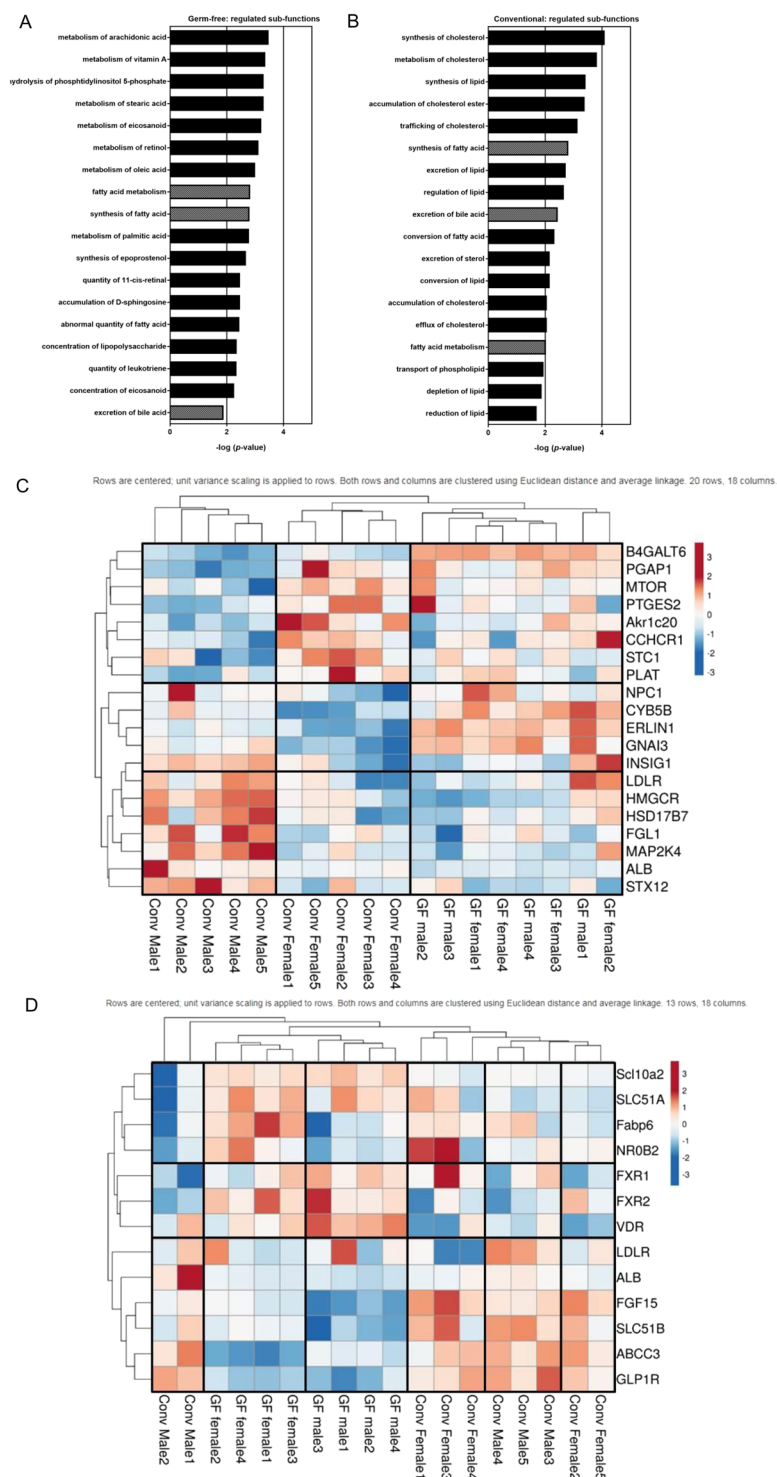 A
Germ-free: regulated sub-functions
metabolism of arachidonic acid
metabolism of vitamin A
hydrolysis of phosphtidylinositol 5-phosphate
metabolism of stearic acid
metabolism of eicosanoid
metabolism of retinol
metabolism of oleic acid
fatty acid metabolism
synthesis of fatty acid
metabolism of palmitic acid
synthesis of epoprostenol
quantity of 11-cis-retinal
accumulation of D-sphingosine
abnormal quantity of fatty acid
concentration of lipopolysaccharide
quantity of leukotriene
concentration of eicosanoid
excretion of bile acid
0 2 4
-log (p-value)
B
Conventional: regulated sub-functions
synthesis of cholesterol
metabolism of cholesterol
synthesis of lipid
accumulation of cholesterol ester
trafficking of cholesterol
synthesis of fatty acid
excretion of lipid
regulation of lipid
excretion of bile acid
conversion of fatty acid
excretion of sterol
conversion of lipid
accumulation of cholesterol
efflux of cholesterol
fatty acid metabolism
transport of phospholipid
depletion of lipid
reduction of lipid
0 2 4
-log (p-value)
C
Rows are centered; unit variance scaling is applied to rows. Both rows and columns are clustered using Euclidean distance and average linkage. 20 rows, 18 columns.
B4GALT6
PGAP1
MTOR
PTGES2
Akr1c20
CCHCR1
STC1
PLAT
NPC1
CYB5B
ERLIN1
GNAI3
INSIG1
LDLR
HMGCR
HSD17B7
FGL1
MAP2K4
ALB
STX12
3
2
1
0
-1
-2
-3
Conv Male1
Conv Male2
Conv Male3
Conv Male4
Conv Male5
Conv Female1
Conv Female5
Conv Female2
Conv Female3
Conv Female4
GF male2
GF male3
GF female1
GF female4
GF male4
GF female3
GF male1
GF female2
D
Rows are centered; unit variance scaling is applied to rows. Both rows and columns are clustered using Euclidean distance and average linkage. 13 rows, 18 columns.
Scl10a2
SLC51A
Fabp6
NR0B2
FXR1
FXR2
VDR
LDLR
ALB
FGF15
SLC51B
ABCC3
GLP1R
3
2
1
0
-1
-2
-3
Conv Male2
Conv Male1
GF female2
GF female4
GF female1
GF female3
GF male3
GF male1
GF male2
GF male4
Conv Female1
Conv Female3
Conv Female4
Conv Male4
Conv Male5
Conv Male3
Conv Female2
Conv Female5